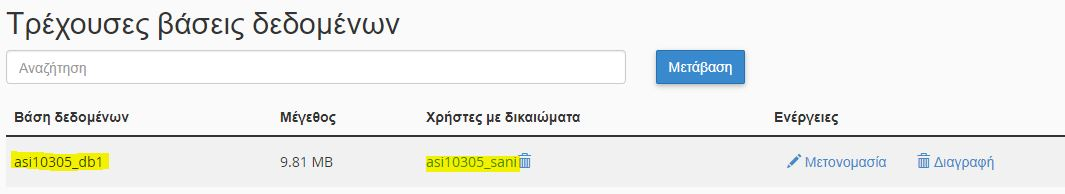 Τρέχουσες βάσεις δεδομένων
Αναζήτηση Μετάβαση
Βάση δεδομένων Μέγεθος Χρήστες με δικαιώματα Ενέργειες
asi10305_db1 9.81 MB asi10305_sani Μετονομασία Διαγραφή